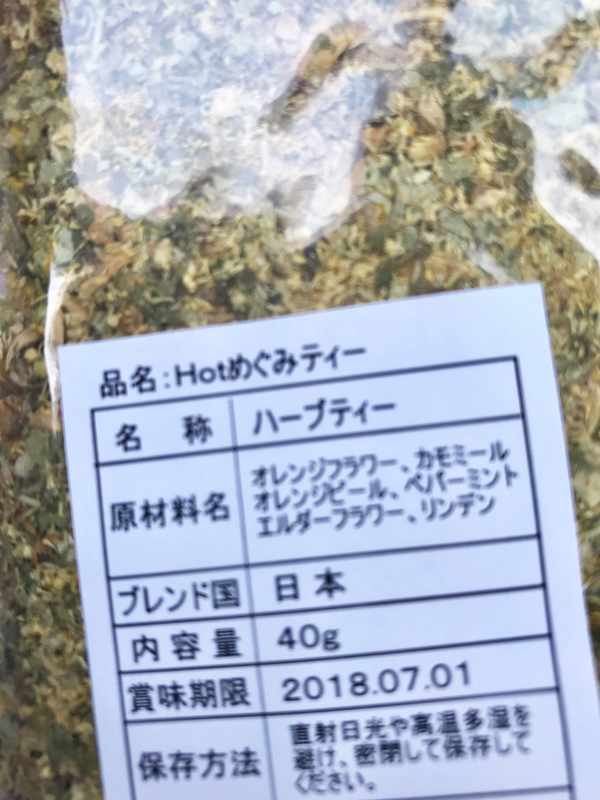 品名:Hotめぐみティー
名 称 ハーブティー
原材料名 オレンジフラワー、カモミール
オレンジピール、ペパーミント
エルダーフラワー、リンデン
ブレンド国 日 本
内 容 量 40g
賞味期限 2018.07.01
保存方法 直射日光や高温多湿を
避け、密閉して保存して
ください。